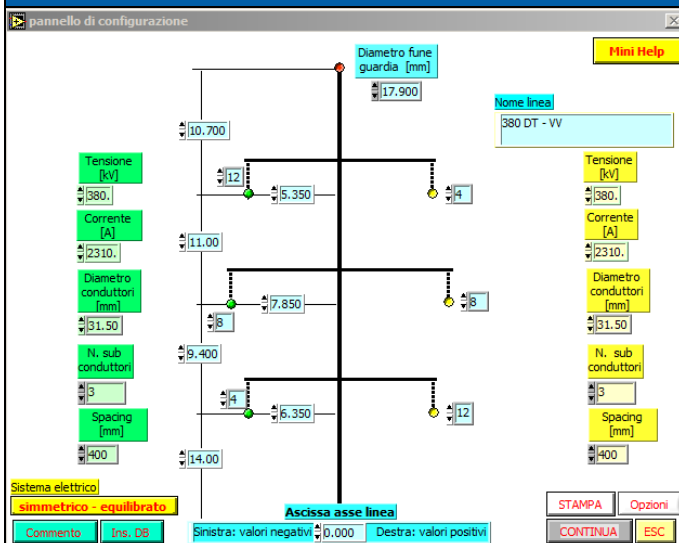 pannello di configurazione
Mini Help
Diametro fune
guardia [mm]
17.900
Nome linea
380 DT - VV
10.700
Tensione
[kV]
380.
12
5.350
4
Tensione
[kV]
380.
Corrente
[A]
2310.
11.00
Corrente
[A]
2310.
Diametro
conduttori
[mm]
31.50
8
7.850
8
Diametro
conduttori
[mm]
31.50
9.400
N. sub
conduttori
3
4
6.350
12
N. sub
conduttori
3
Spacing
[mm]
400
14.00
Spacing
[mm]
400
Sistema elettrico
simmetrico - equilibrato
Commento
Ins. DB
Ascissa asse linea
Sinistra: valori negativi
0.000
Destra: valori positivi
STAMPA
Opzioni
CONTINUA
ESC